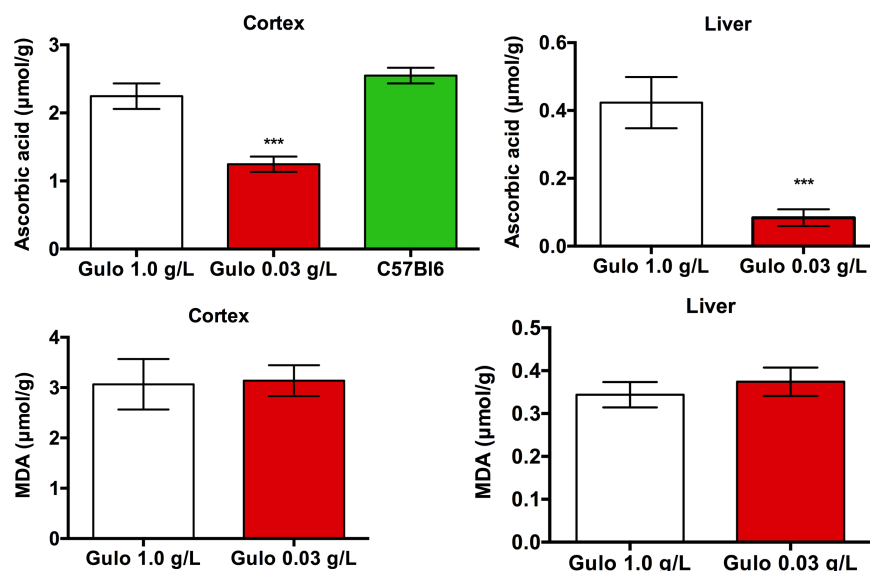 Cortex
Ascorbic acid (µmol/g)
3
2
1
0
***
Gulo 1.0 g/L Gulo 0.03 g/L C57Bl6
Liver
Ascorbic acid (µmol/g)
0.6
0.4
0.2
0.0
***
Gulo 1.0 g/L Gulo 0.03 g/L
Cortex
MDA (µmol/g)
4
3
2
1
0
Gulo 1.0 g/L Gulo 0.03 g/L
Liver
MDA (µmol/g)
0.5
0.4
0.3
0.2
0.1
0.0
Gulo 1.0 g/L Gulo 0.03 g/L